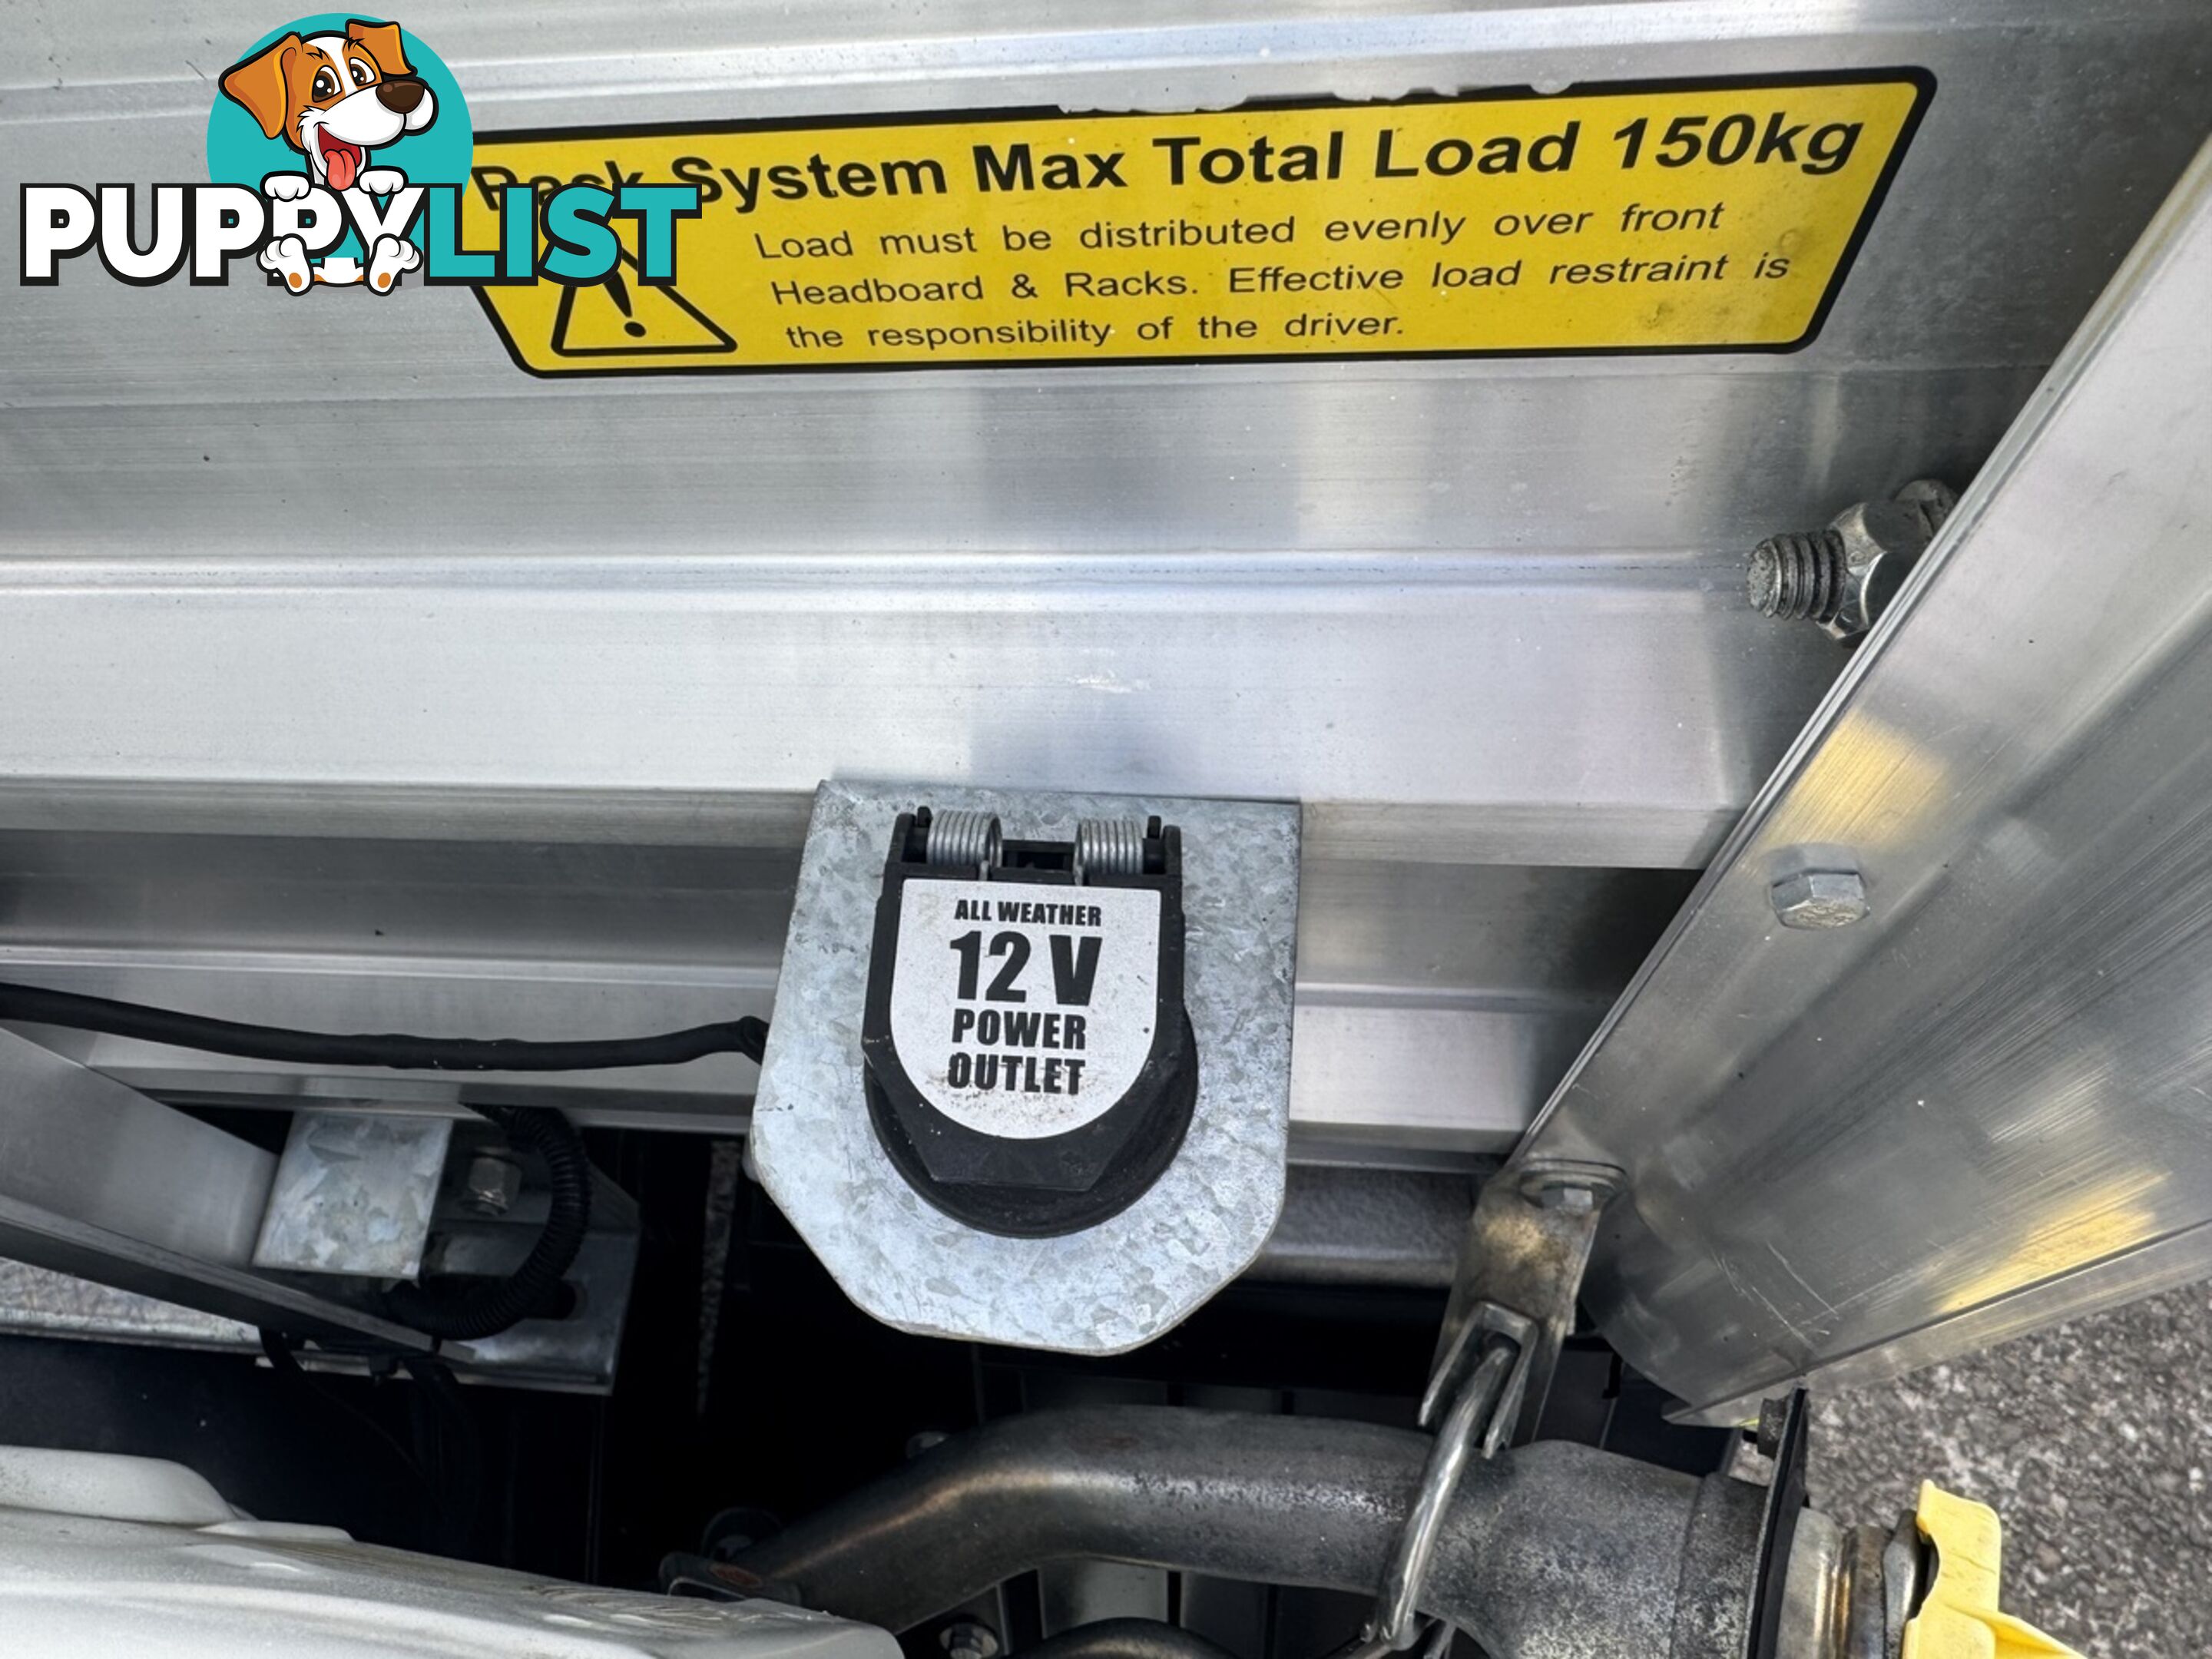 PUPPYLIST
Rack System Max Total Load 150kg
Load must be distributed evenly over front
Headboard & Racks. Effective load restraint is
the responsibility of the driver.
ALL WEATHER
12 V
POWER
OUTLET